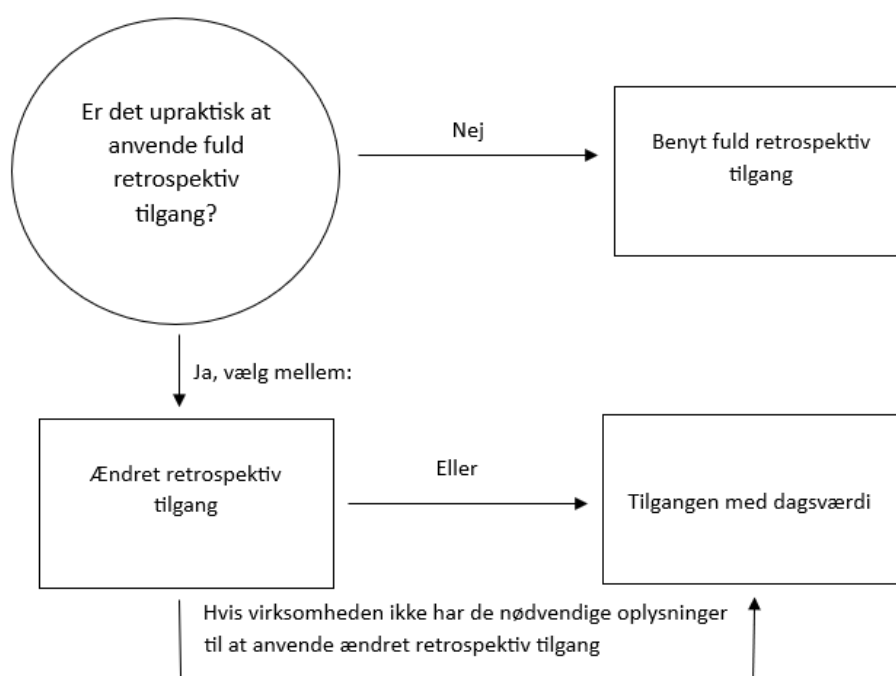 Er det upraktisk at
anvende fuld
retrospektiv
tilgang?
Nej
Benyt fuld retrospektiv
tilgang
Ja, vælg mellem:
Ændret retrospektiv
tilgang
Eller
Tilgangen med dagsværdi
Hvis virksomheden ikke har de nødvendige oplysninger
til at anvende ændret retrospektiv tilgang